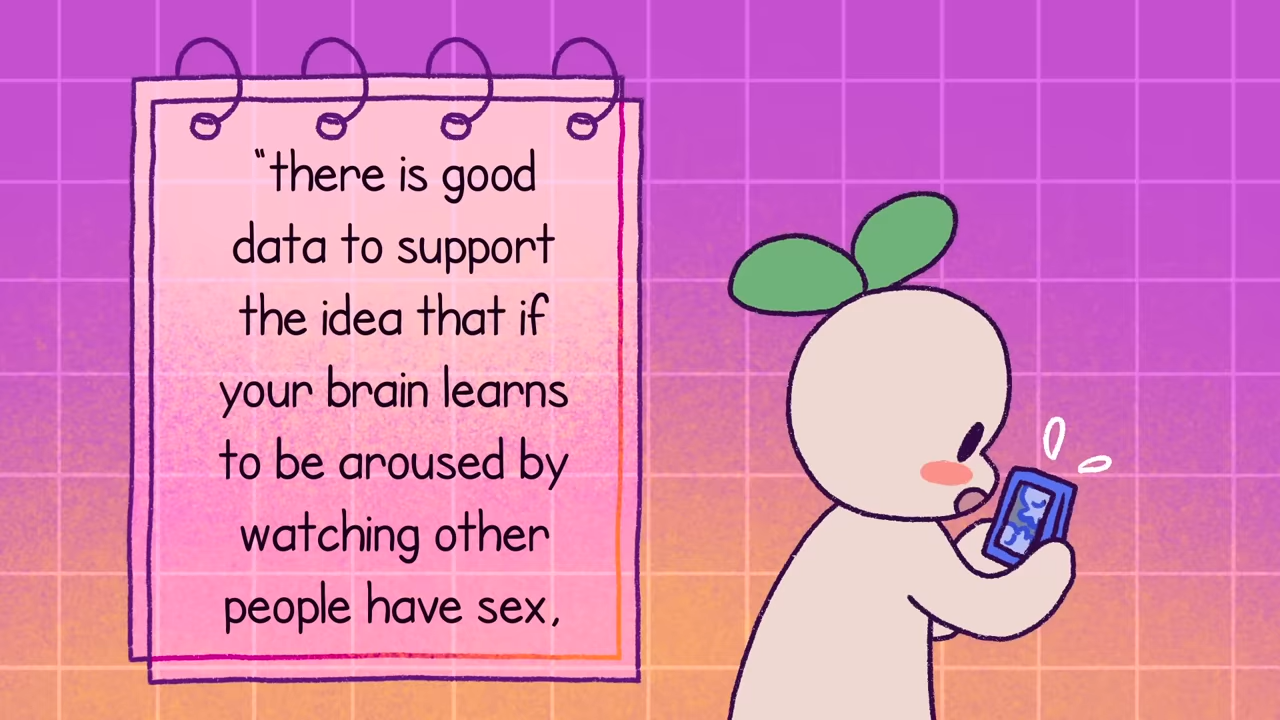 “there is good
data to support
the idea that if
your brain learns
to be aroused by
watching other
people have sex,